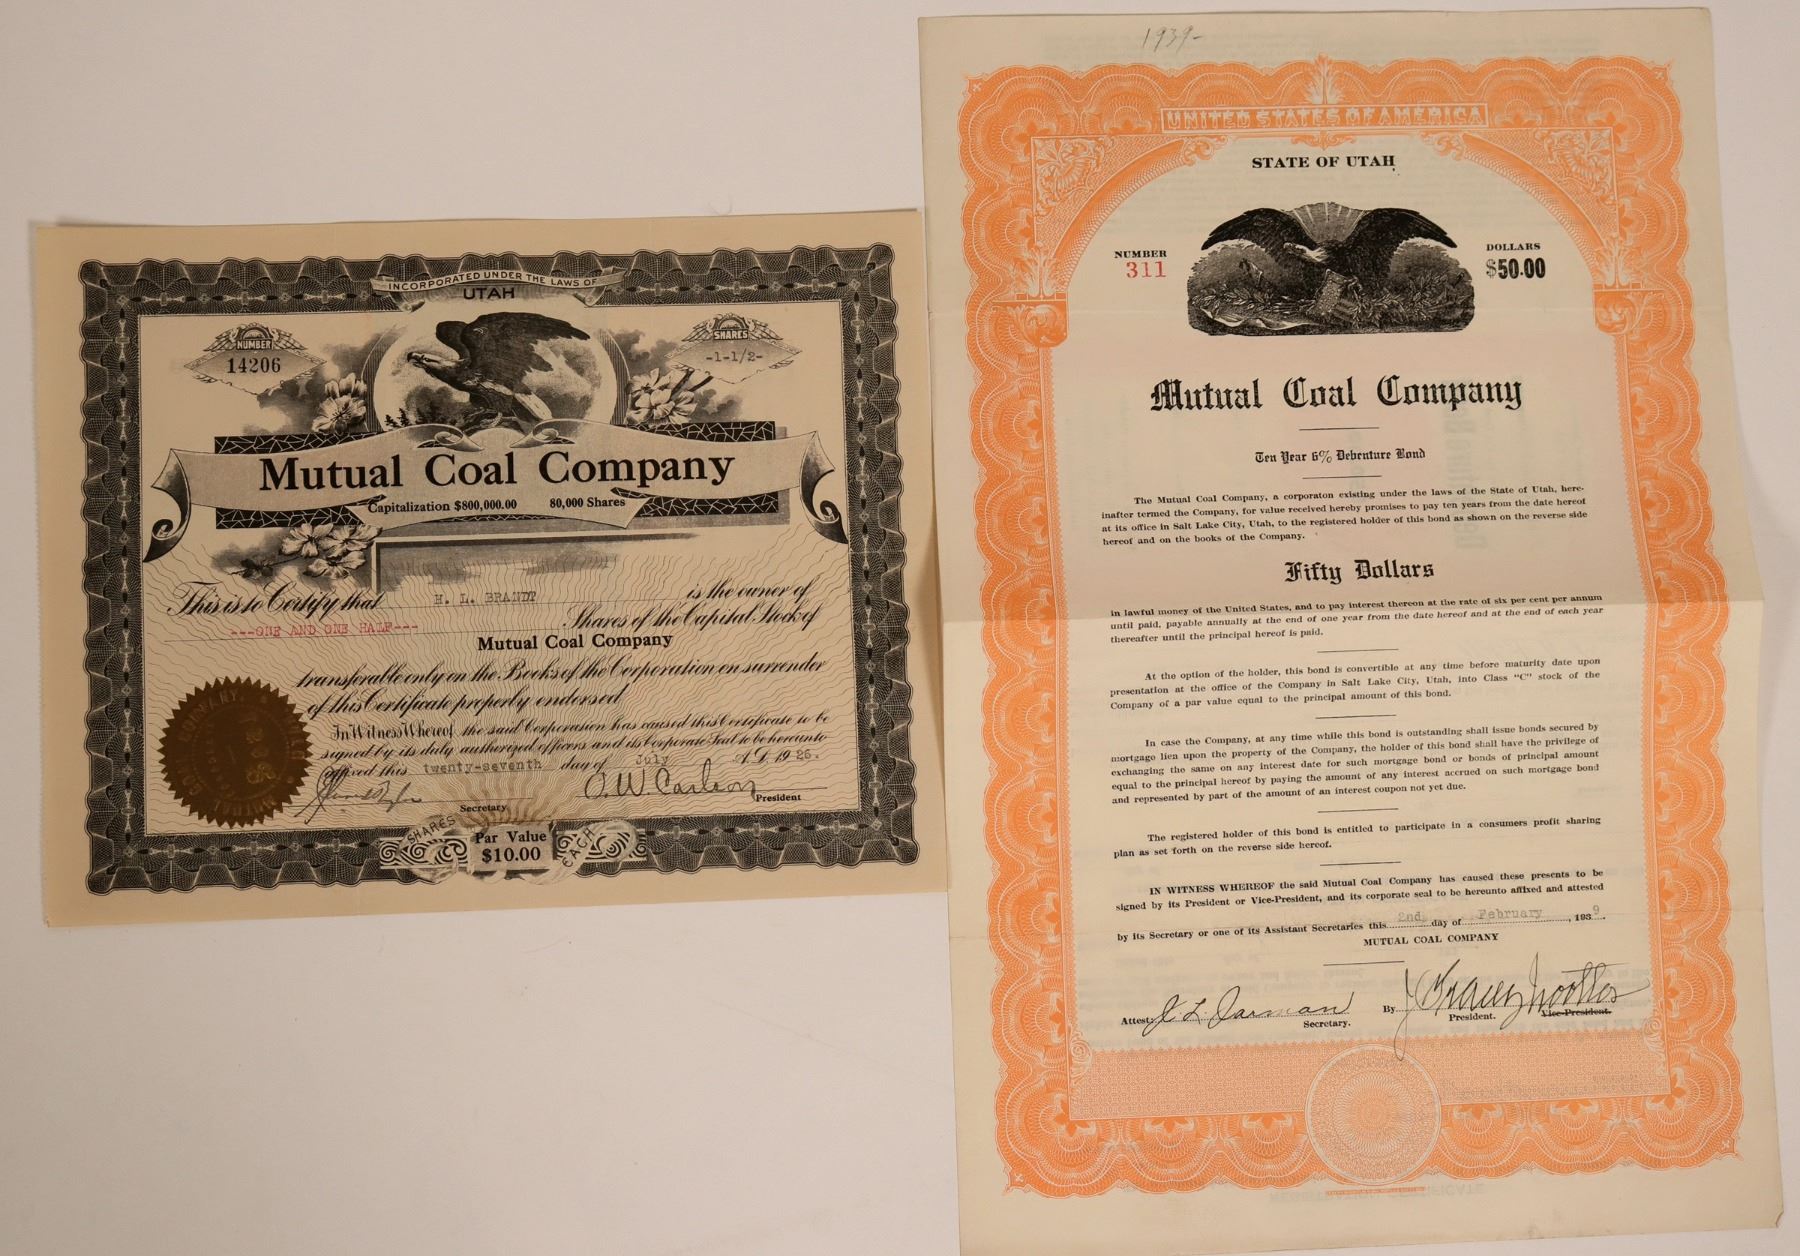 INCORPORATED UNDER THE LAWS OF
UTAH
NUMBER
14206
SHARES
-1-1/2-
Mutual Coal Company
Capitalization $800,000.00 80,000 Shares
This is to Certify that H. L. BRANDT is the owner of
---ONE AND ONE HALF--- Shares of the Capital Stock of
Mutual Coal Company
transferable only on the Books of the Corporation on surrender
of this Certificate properly endorsed
In Witness Whereof the said Corporation has caused this Certificate to be
signed by its duly authorized officers and its Corporate Seal to be hereunto
affixed this twenty-seventh day of July A.D. 1926.
O.W. Carlson
Secretary President
SHARES
Par Value
$10.00
EACH
1939-
UNITED STATES OF AMERICA
STATE OF UTAH
NUMBER
311
DOLLARS
$50.00
Mutual Coal Company
Ten Year 6% Debenture Bond
The Mutual Coal Company, a corporaton existing under the laws of the State of Utah, here-
inafter termed the Company, for value received hereby promises to pay ten years from the date hereof
at its office in Salt Lake City, Utah, to the registered holder of this bond as shown on the reverse side
hereof and on the books of the Company.
Fifty Dollars
in lawful money of the United States, and to pay interest thereon at the rate of six per cent per annum
until paid, payable annually at the end of one year from the date hereof and at the end of each year
thereafter until the principal hereof is paid.
At the option of the holder, this bond is convertible at any time before maturity date upon
presentation at the office of the Company in Salt Lake City, Utah, into Class "C" stock of the
Company of a par value equal to the principal amount of this bond.
In case the Company, at any time while this bond is outstanding shall issue bonds secured by
mortgage lien upon the property of the Company, the holder of this bond shall have the privilege of
exchanging the same on any interest date for such mortgage bond or bonds of principal amount
equal to the principal hereof by paying the amount of any interest accrued on such mortgage bond
and represented by part of the amount of an interest coupon not yet due.
The registered holder of this bond is entitled to participate in a consumers profit sharing
plan as set forth on the reverse side hereof.
IN WITNESS WHEREOF the said Mutual Coal Company has caused these presents to be
signed by its President or Vice-President, and its corporate seal to be hereunto affixed and attested
by its Secretary or one of its Assistant Secretaries this 2nd day of February, 1939.
MUTUAL COAL COMPANY
Attest: J. L. Jarman By J Tracey Wootton
Secretary. President. Vice-President.